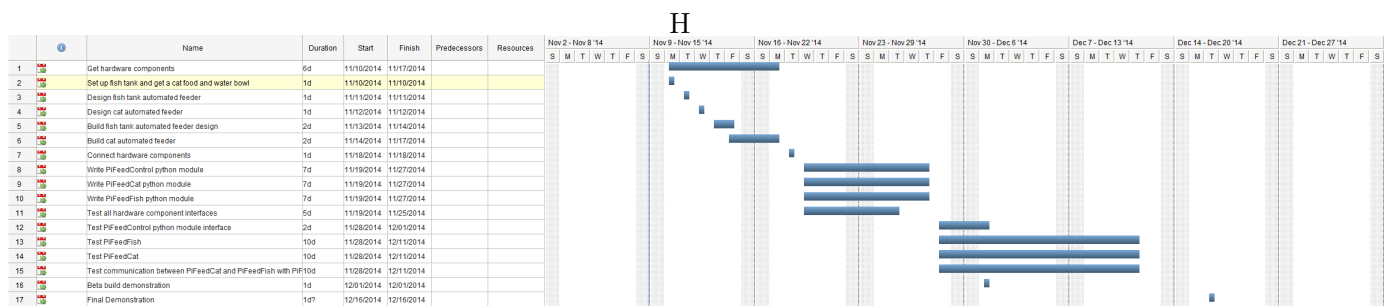 H
Name Duration Start Finish Predecessors Resources Nov 2 - Nov 8 '14 Nov 9 - Nov 15 '14 Nov 16 - Nov 22 '14 Nov 23 - Nov 29 '14 Nov 30 - Dec 6 '14 Dec 7 - Dec 13 '14 Dec 14 - Dec 20 '14 Dec 21 - Dec 27 '14
S M T W T F S S M T W T F S S M T W T F S S M T W T F S S M T W T F S S M T W T F S S M T W T F S S M T W T F S
1 Get hardware components 6d 11/10/2014 11/17/2014
2 Set up fish tank and get a cat food and water bowl 1d 11/10/2014 11/10/2014
3 Design fish tank automated feeder 1d 11/11/2014 11/11/2014
4 Design cat automated feeder 1d 11/12/2014 11/12/2014
5 Build fish tank automated feeder design 2d 11/13/2014 11/14/2014
6 Build cat automated feeder 2d 11/14/2014 11/17/2014
7 Connect hardware components 1d 11/18/2014 11/18/2014
8 Write PiFeedControl python module 7d 11/19/2014 11/27/2014
9 Write PiFeedCat python module 7d 11/19/2014 11/27/2014
10 Write PiFeedFish python module 7d 11/19/2014 11/27/2014
11 Test all hardware component interfaces 5d 11/19/2014 11/25/2014
12 Test PiFeedControl python module interface 2d 11/28/2014 12/01/2014
13 Test PiFeedFish 10d 11/28/2014 12/11/2014
14 Test PiFeedCat 10d 11/28/2014 12/11/2014
15 Test communication between PiFeedCat and PiFeedFish with PiF 10d 11/28/2014 12/11/2014
16 Beta build demonstration 1d 12/01/2014 12/01/2014
17 Final Demonstration 1d? 12/16/2014 12/16/2014